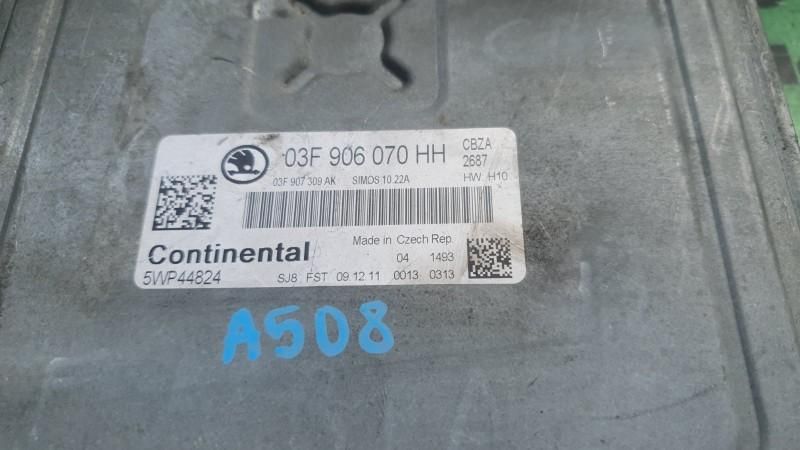 03F 906 070 HH CBZA
2687
03F 907 309 AK SIMOS 10.22A HW: H10
Made in Czech Rep.
Continental 04 1493
5WP44824 SJ8 FST 09.12.11 0013 0313
A508